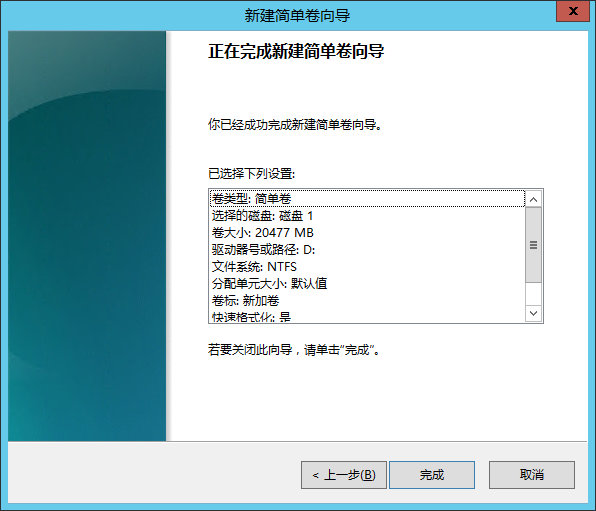 新建简单卷向导
x
正在完成新建简单卷向导
你已经成功完成新建简单卷向导。
已选择下列设置:
卷类型: 简单卷
选择的磁盘: 磁盘 1
卷大小: 20477 MB
驱动器号或路径: D:
文件系统: NTFS
分配单元大小: 默认值
卷标: 新加卷
快速格式化: 是
若要关闭此向导，请单击"完成"。
< 上一步(B) 完成 取消